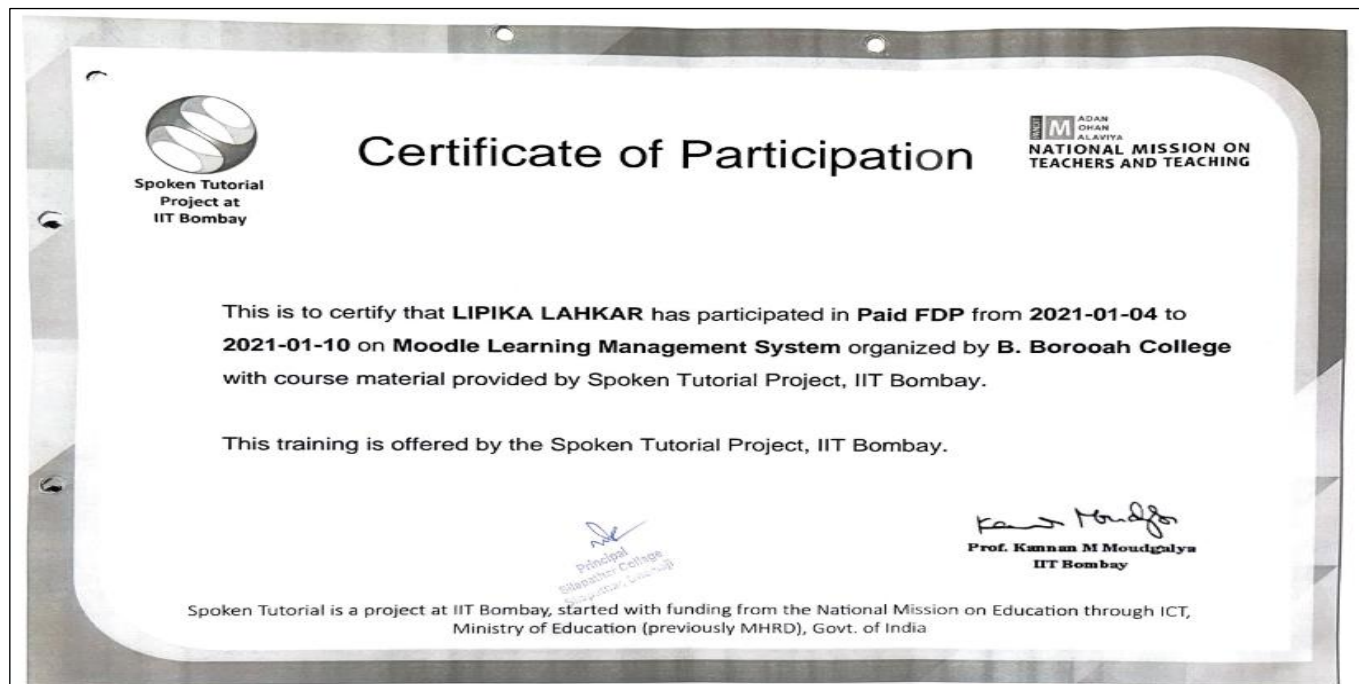 Spoken Tutorial
Project at
IIT Bombay
Certificate of Participation
PMMMNMTT
M
ADAN
OHAN
ALAVIYA
NATIONAL MISSION ON
TEACHERS AND TEACHING
This is to certify that LIPIKA LAHKAR has participated in Paid FDP from 2021-01-04 to
2021-01-10 on Moodle Learning Management System organized by B. Borooah College
with course material provided by Spoken Tutorial Project, IIT Bombay.
This training is offered by the Spoken Tutorial Project, IIT Bombay.
Principal
Silapathar College
Prof. Kannan M Moudgalya
IIT Bombay
Spoken Tutorial is a project at IIT Bombay, started with funding from the National Mission on Education through ICT,
Ministry of Education (previously MHRD), Govt. of India